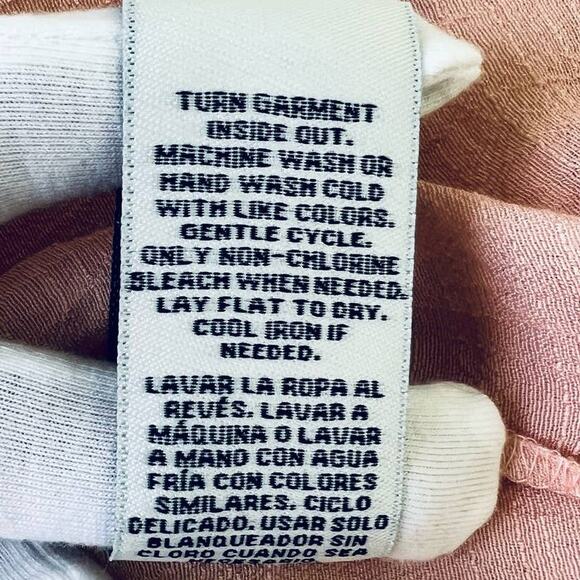 TURN GARMENT
INSIDE OUT.
MACHINE WASH OR
HAND WASH COLD
WITH LIKE COLORS.
GENTLE CYCLE.
ONLY NON-CHLORINE
BLEACH WHEN NEEDED.
LAY FLAT TO DRY.
COOL IRON IF
NEEDED.
LAVAR LA ROPA AL
REVÉS. LAVAR A
MÁQUINA O LAVAR
A MANO CON AGUA
FRÍA CON COLORES
SIMILARES. CICLO
DELICADO. USAR SOLO
BLANQUEADOR SIN
CLORO CUANDO SEA